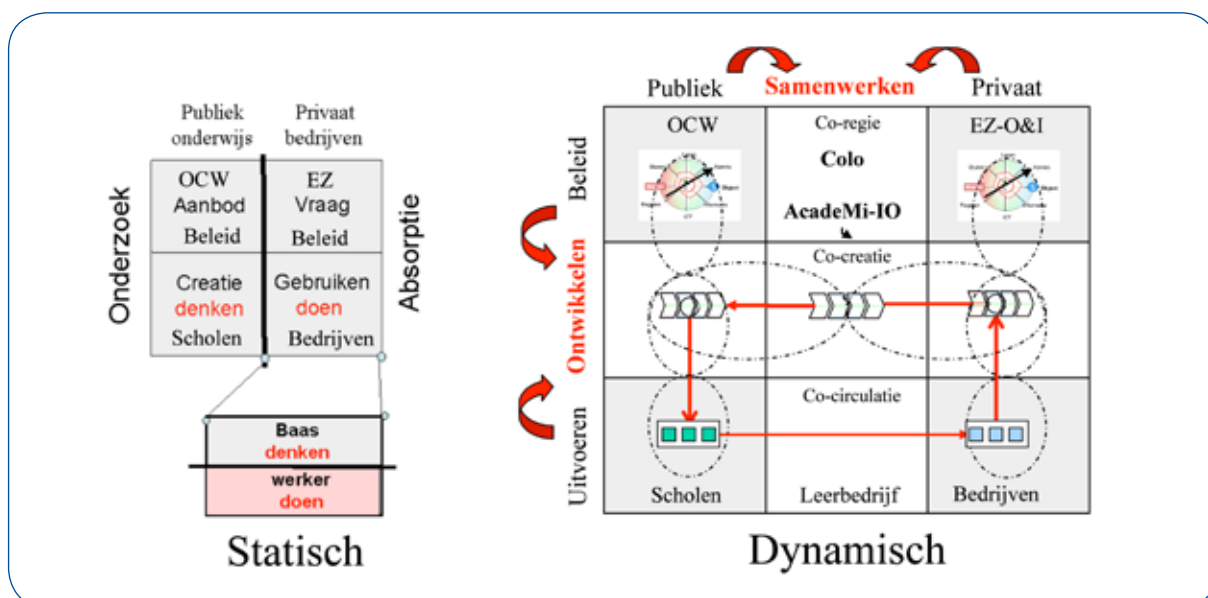 Publiek
onderwijs
Privaat
bedrijven
Onderzoek
OCW
Aanbod
Beleid
EZ
Vraag
Beleid
Absorptie
Creatie
denken
Scholen
Gebruiken
doen
Bedrijven
Baas
denken
werker
doen
Statisch
Publiek
Samenwerken
Privaat
Beleid
OCW
Co-regie
Colo
AcadeMi-IO
EZ-O&I
Ontwikkelen
Co-creatie
Uitvoeren
Co-circulatie
Scholen
Leerbedrijf
Bedrijven
Dynamisch